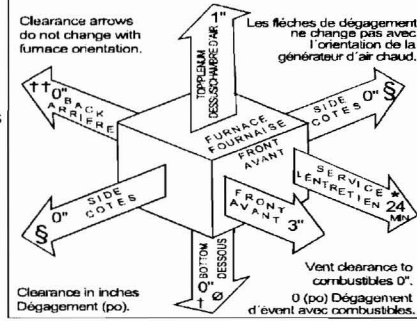 Clearance arrows
do not change with
furnace orientation.
Les flèches de dégagement
ne change pas avec
l'orientation de la
générateur d'air chaud.
1"
TOP/PLENUM
DESSUS/CHAMBRE D'AIR
††0"
BACK
ARRIÈRE
SIDE
COTÉS
0" §
FURNACE
FOURNAISE
FRONT
AVANT
§ 0"
SIDE
COTÉS
FRONT
AVANT 3"
SERVICE
L'ENTRETIEN
*
24
MIN
BOTTOM
DESSOUS
0"
† Ø
Clearance in inches
Dégagement (po).
Vent clearance to
combustibles 0".
0 (po) Dégagement
d'évent avec combustibles.